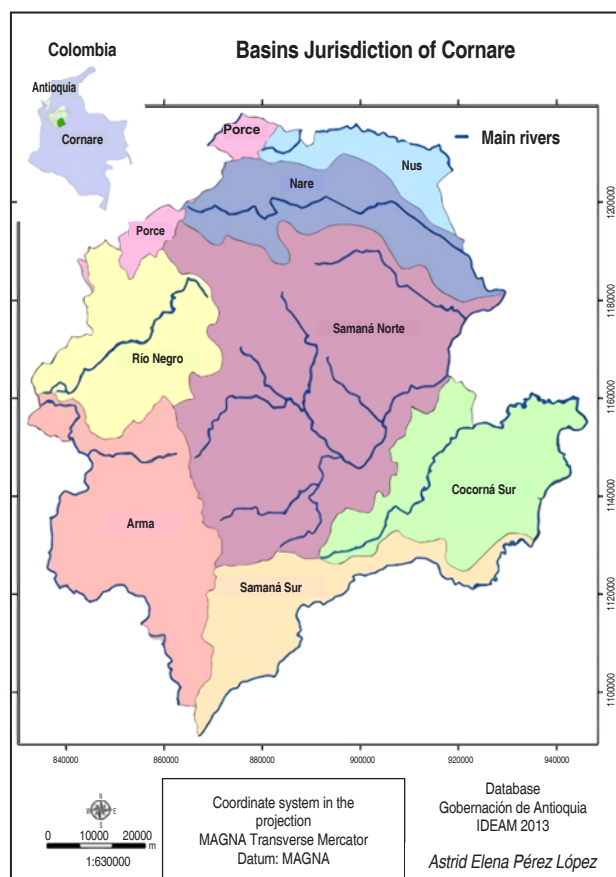 Colombia
Basins Jurisdiction of Cornare
Antioquia
Cornare
Porce
Main rivers
Nus
Nare
Porce
Samaná Norte
Río Negro
Cocorná Sur
Arma
Samaná Sur
1200000
1180000
1160000
1140000
1120000
1100000
840000
860000
880000
900000
920000
940000
N
W
E
S
0 10000 20000
m
1:630000
Coordinate system in the
projection
MAGNA Transverse Mercator
Datum: MAGNA
Database
Gobernación de Antioquia
IDEAM 2013
Astrid Elena Pérez López